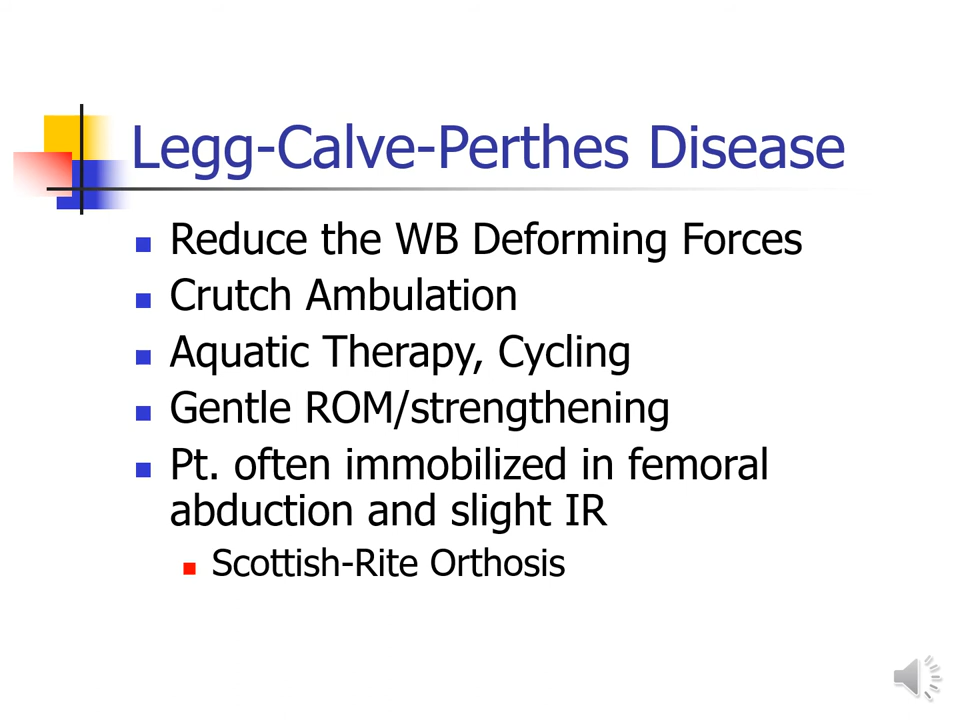 Legg-Calve-Perthes Disease
Reduce the WB Deforming Forces
Crutch Ambulation
Aquatic Therapy, Cycling
Gentle ROM/strengthening
Pt. often immobilized in femoral
abduction and slight IR
Scottish-Rite Orthosis